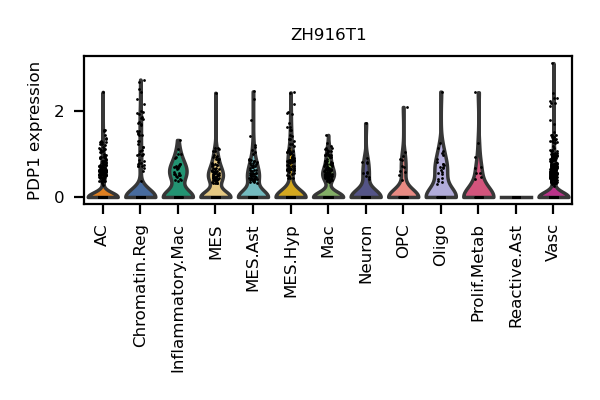 ZH916T1
PDP1 expression
2
0
AC
Chromatin.Reg
Inflammatory.Mac
MES
MES.Ast
MES.Hyp
Mac
Neuron
OPC
Oligo
Prolif.Metab
Reactive.Ast
Vasc